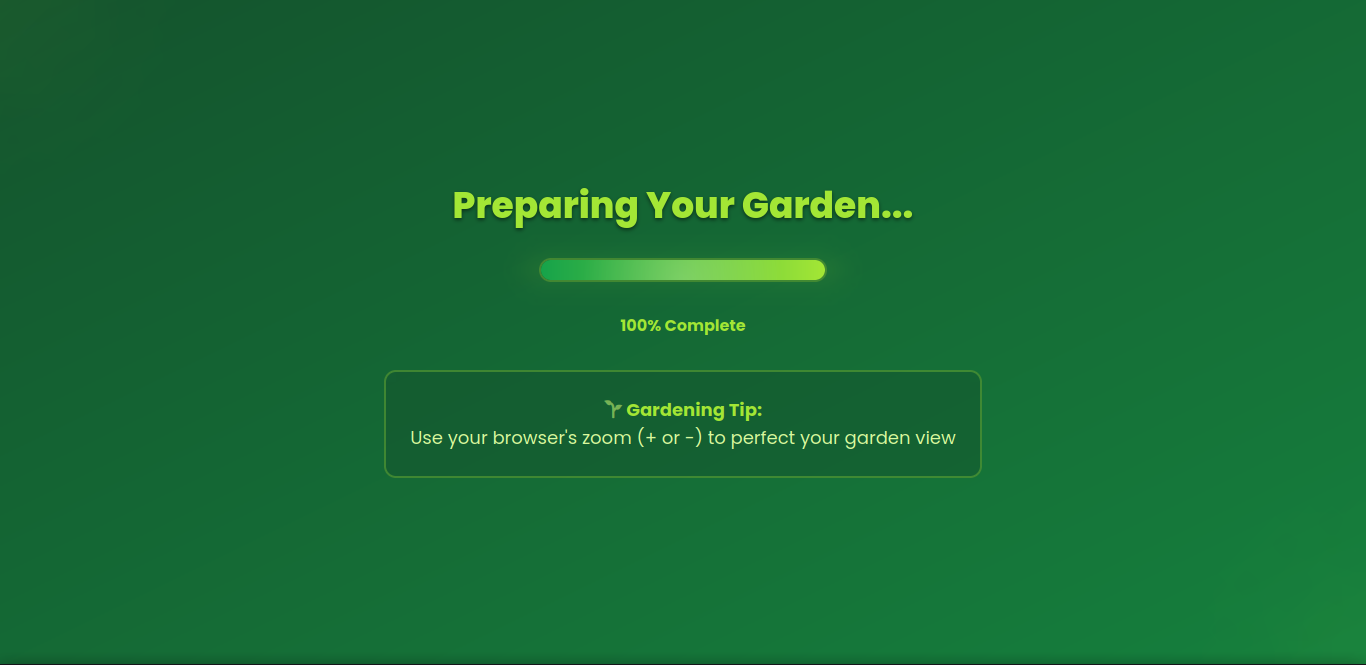 Preparing Your Garden...
100% Complete
🌱 Gardening Tip:
Use your browser's zoom (+ or -) to perfect your garden view